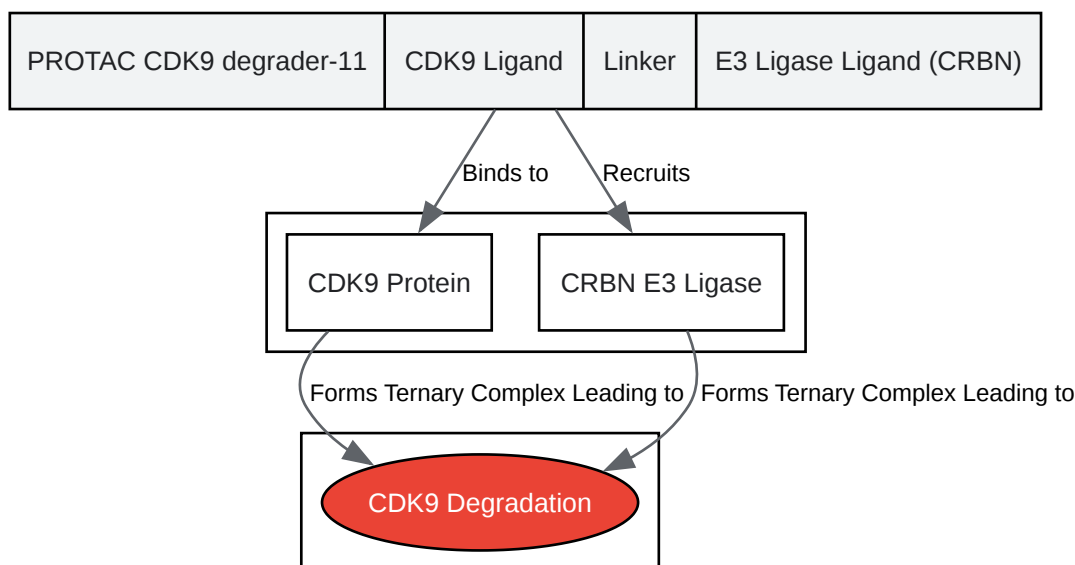 PROTAC CDK9 degrader-11
CDK9 Ligand
Linker
E3 Ligase Ligand (CRBN)
Binds to
Recruits
CDK9 Protein
CRBN E3 Ligase
Forms Ternary Complex Leading to
Forms Ternary Complex Leading to
CDK9 Degradation